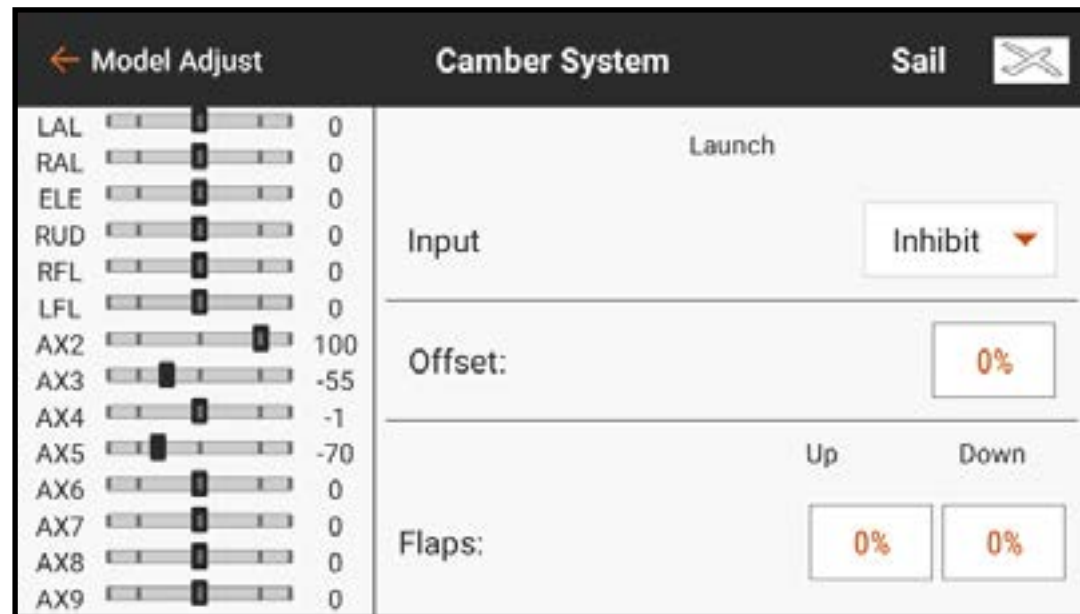 ← Model Adjust Camber System Sail
LAL 0
RAL 0
ELE 0
RUD 0
RFL 0
LFL 0
AX2 100
AX3 -55
AX4 -1
AX5 -70
AX6 0
AX7 0
AX8 0
AX9 0
Launch
Input Inhibit
Offset: 0%
Up Down
Flaps: 0% 0%